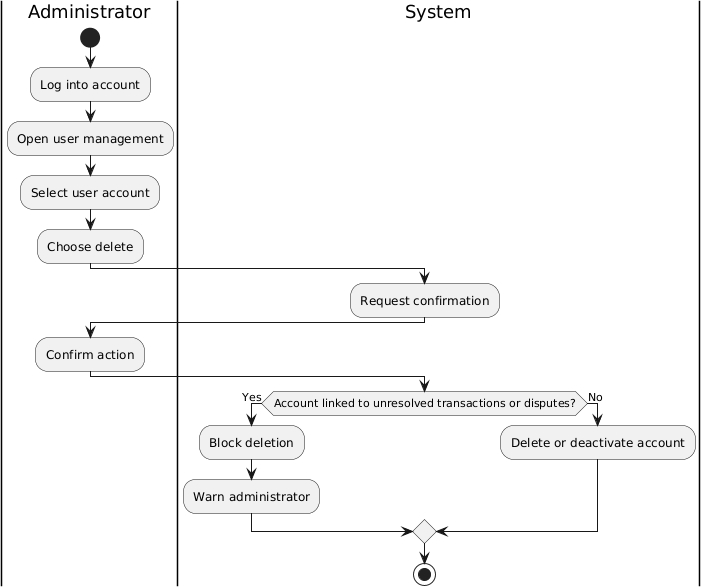 Administrator
System
Log into account
Open user management
Select user account
Choose delete
Request confirmation
Confirm action
Account linked to unresolved transactions or disputes?
Yes
No
Block deletion
Delete or deactivate account
Warn administrator